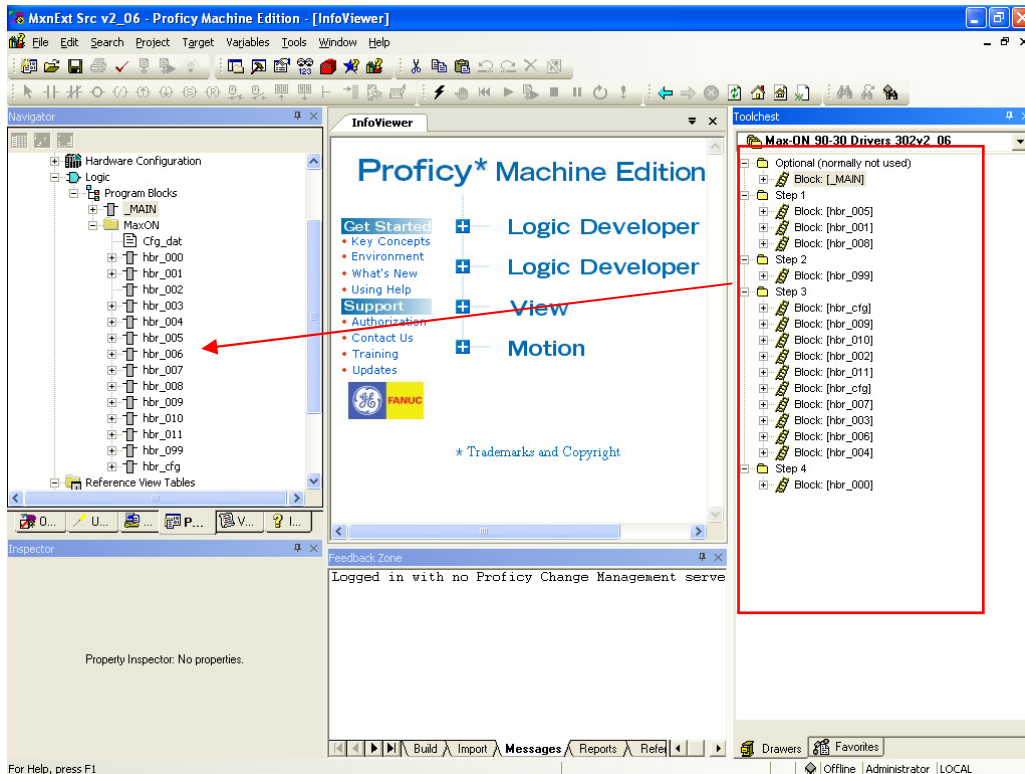 MxnExt Src v2_06 - Proficy Machine Edition - [InfoViewer]
File Edit Search Project Target Variables Tools Window Help
Navigator
Hardware Configuration
Logic
Program Blocks
_MAIN
MaxON
Cfg_dat
hbr_000
hbr_001
hbr_002
hbr_003
hbr_004
hbr_005
hbr_006
hbr_007
hbr_008
hbr_009
hbr_010
hbr_011
hbr_099
hbr_cfg
Reference View Tables
O... U... ... P... V... I...
Inspector
Property Inspector: No properties.
InfoViewer
Proficy* Machine Edition
Get Started
• Key Concepts
• Environment
• What's New
• Using Help
Support
• Authorization
• Contact Us
• Training
• Updates
GE FANUC
Logic Developer
Logic Developer
View
Motion
* Trademarks and Copyright
Feedback Zone
Logged in with no Proficy Change Management serve
Build Import Messages Reports Refer
Toolchest
Max-ON 90-30 Drivers 302v2_06
Optional (normally not used)
Block: [_MAIN]
Step 1
Block: [hbr_005]
Block: [hbr_001]
Block: [hbr_008]
Step 2
Block: [hbr_099]
Step 3
Block: [hbr_cfg]
Block: [hbr_009]
Block: [hbr_010]
Block: [hbr_002]
Block: [hbr_011]
Block: [hbr_cfg]
Block: [hbr_007]
Block: [hbr_003]
Block: [hbr_006]
Block: [hbr_004]
Step 4
Block: [hbr_000]
Drawers Favorites
For Help, press F1
Offline Administrator LOCAL